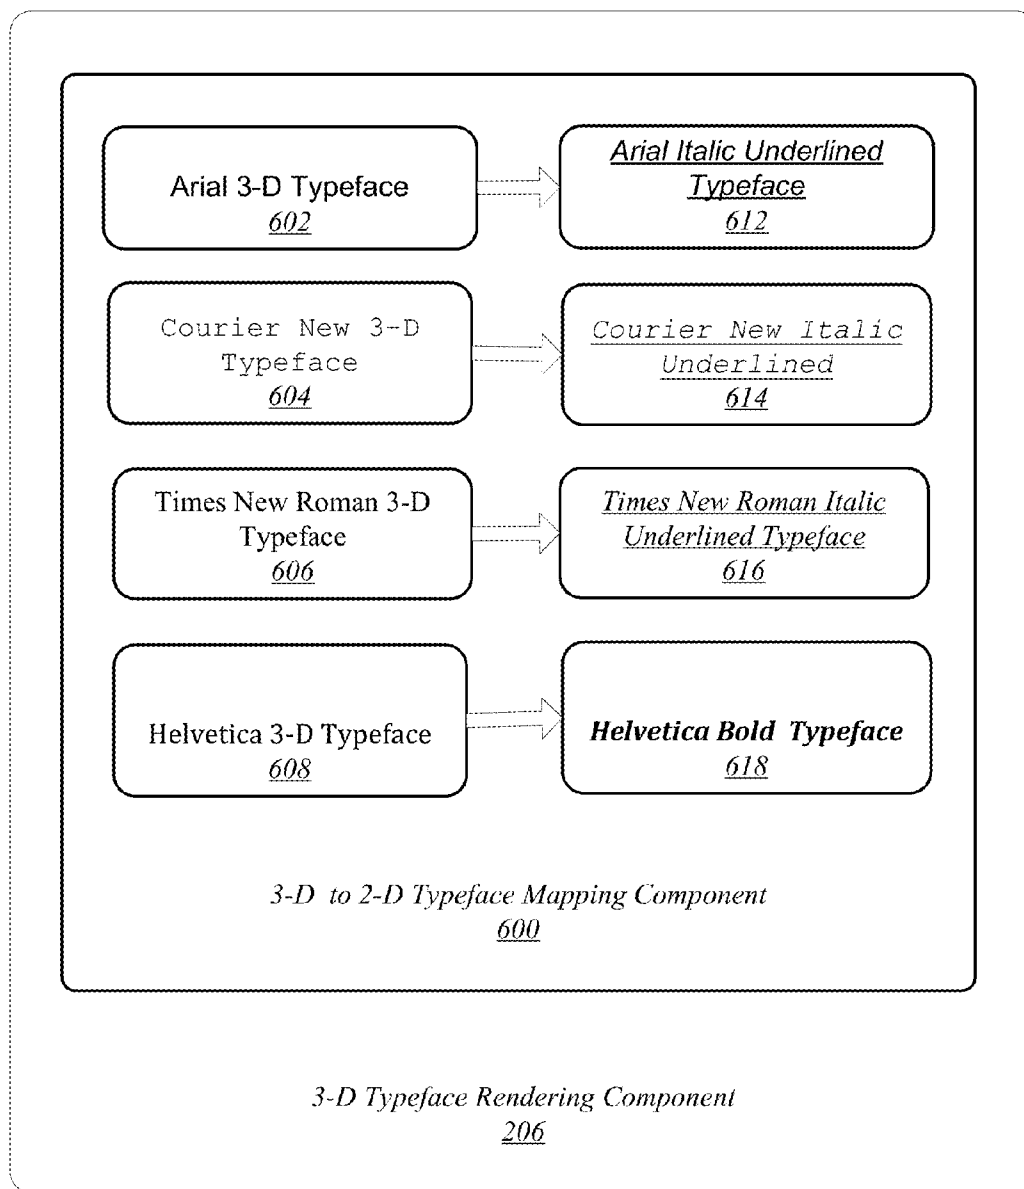 Arial 3-D Typeface
602
Arial Italic Underlined
Typeface
612
Courier New 3-D
Typeface
604
Courier New Italic
Underlined
614
Times New Roman 3-D
Typeface
606
Times New Roman Italic
Underlined Typeface
616
Helvetica 3-D Typeface
608
Helvetica Bold Typeface
618
3-D to 2-D Typeface Mapping Component
600
3-D Typeface Rendering Component
206